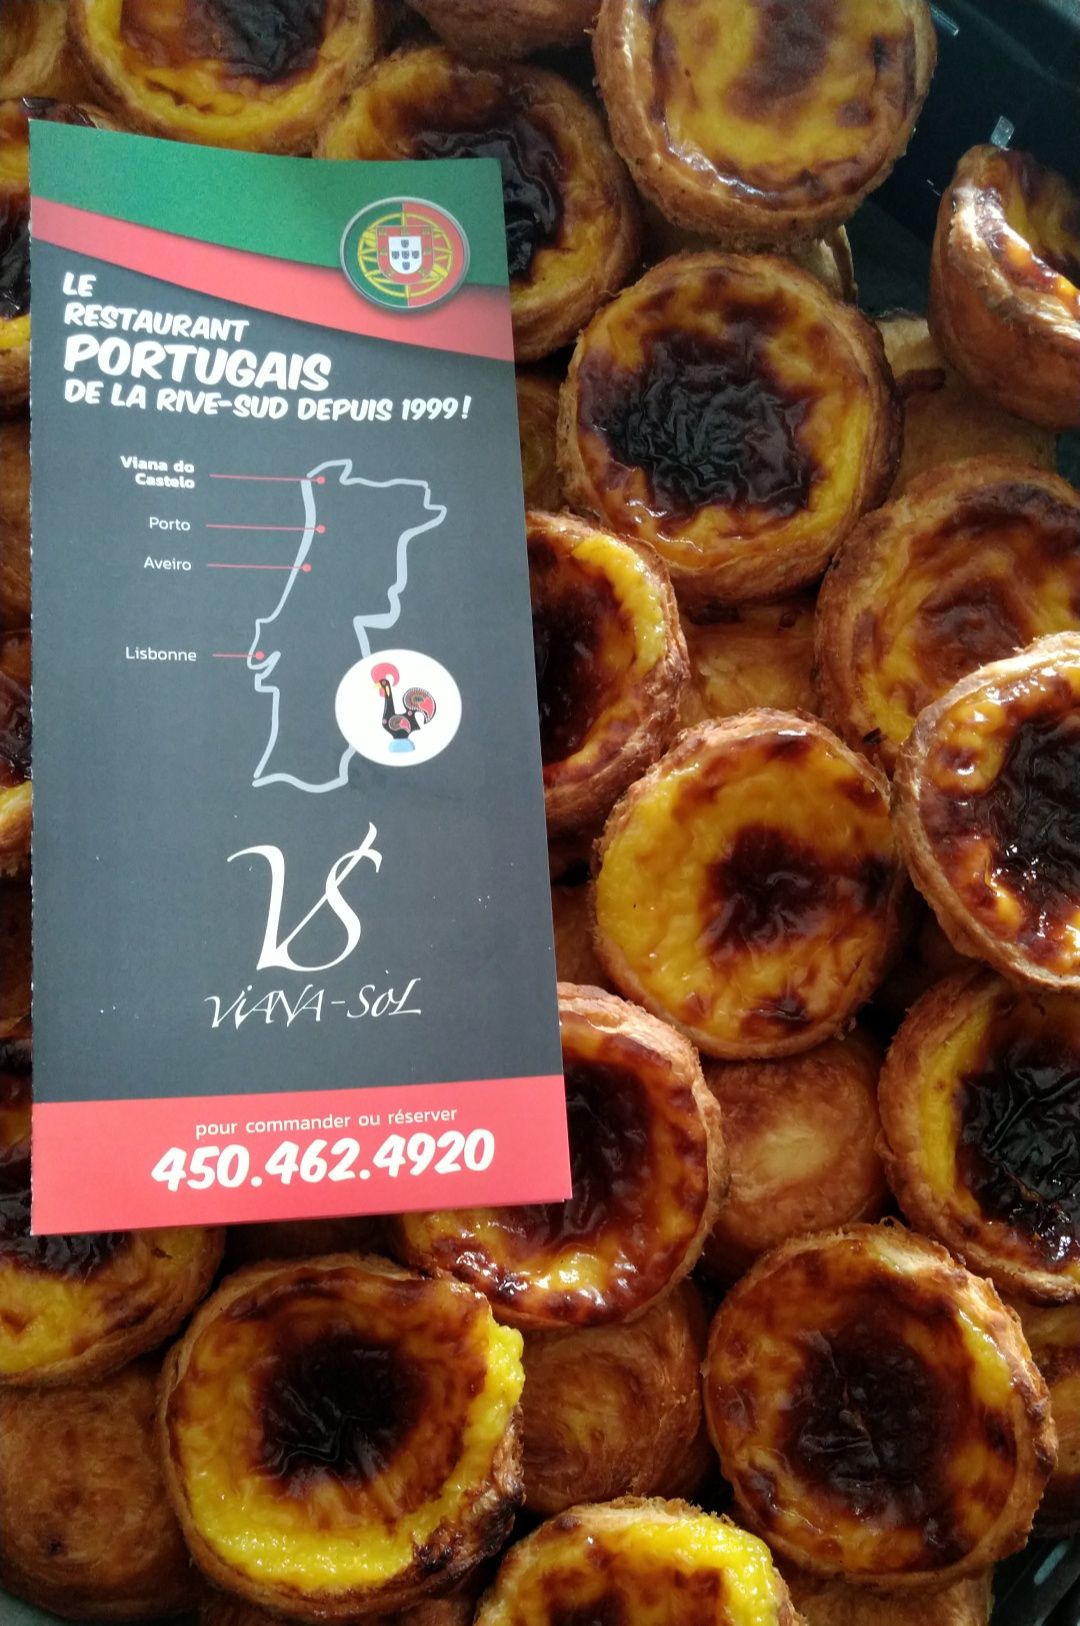 LE
RESTAURANT
PORTUGAIS
DE LA RIVE-SUD DEPUIS 1999!
Viana do
Castelo
Porto
Aveiro
Lisbonne
VS
ViANA-SOL
pour commander ou réserver
450.462.4920